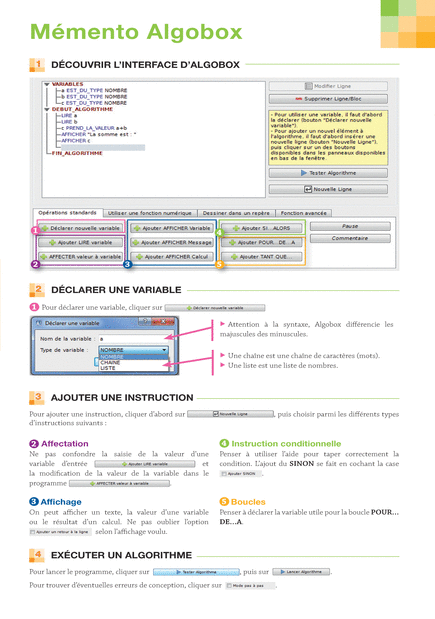 Mémento Algobox
1 DÉCOUVRIR L'INTERFACE D'ALGOBOX
VARIABLES
a EST_DU_TYPE NOMBRE
b EST_DU_TYPE NOMBRE
c EST_DU_TYPE NOMBRE
DEBUT_ALGORITHME
LIRE a
LIRE b
c PREND_LA_VALEUR a+b
AFFICHER "La somme est : "
AFFICHER c
FIN_ALGORITHME
Modifier Ligne
Supprimer Ligne/Bloc
- Pour utiliser une variable, il faut d'abord
la déclarer (bouton "Déclarer nouvelle
variable").
- Pour ajouter un nouvel élément à
l'algorithme, il faut d'abord insérer une
nouvelle ligne (bouton "Nouvelle Ligne"),
puis cliquer sur un des boutons
disponibles dans les panneaux disponibles
en bas de la fenêtre.
Tester Algorithme
Nouvelle Ligne
Opérations standards Utiliser une fonction numérique Dessiner dans un repère Fonction avancée
1 Déclarer nouvelle variable Ajouter AFFICHER Variable 4 Ajouter SI...ALORS Pause
Ajouter LIRE variable Ajouter AFFICHER Message Ajouter POUR...DE...A Commentaire
2 AFFECTER valeur à variable 3 Ajouter AFFICHER Calcul 5 Ajouter TANT QUE...
2 DÉCLARER UNE VARIABLE
1 Pour déclarer une variable, cliquer sur Déclarer nouvelle variable
Déclarer une variable
Nom de la variable : a
Type de variable : NOMBRE
NOMBRE
CHAINE
LISTE
Attention à la syntaxe, Algobox différencie les
majuscules des minuscules.
Une chaîne est une chaîne de caractères (mots).
Une liste est une liste de nombres.
3 AJOUTER UNE INSTRUCTION
Pour ajouter une instruction, cliquer d'abord sur Nouvelle Ligne , puis choisir parmi les différents types
d'instructions suivants :
2 Affectation
Ne pas confondre la saisie de la valeur d'une
variable d'entrée Ajouter LIRE variable et
la modification de la valeur de la variable dans le
programme AFFECTER valeur à variable .
3 Affichage
On peut afficher un texte, la valeur d'une variable
ou le résultat d'un calcul. Ne pas oublier l'option
Ajouter un retour à la ligne selon l'affichage voulu.
4 Instruction conditionnelle
Penser à utiliser l'aide pour taper correctement la
condition. L'ajout du SINON se fait en cochant la case
Ajouter SINON .
5 Boucles
Penser à déclarer la variable utile pour la boucle POUR...
DE...A.
4 EXÉCUTER UN ALGORITHME
Pour lancer le programme, cliquer sur Tester Algorithme , puis sur Lancer Algorithme .
Pour trouver d'éventuelles erreurs de conception, cliquer sur Mode pas à pas .